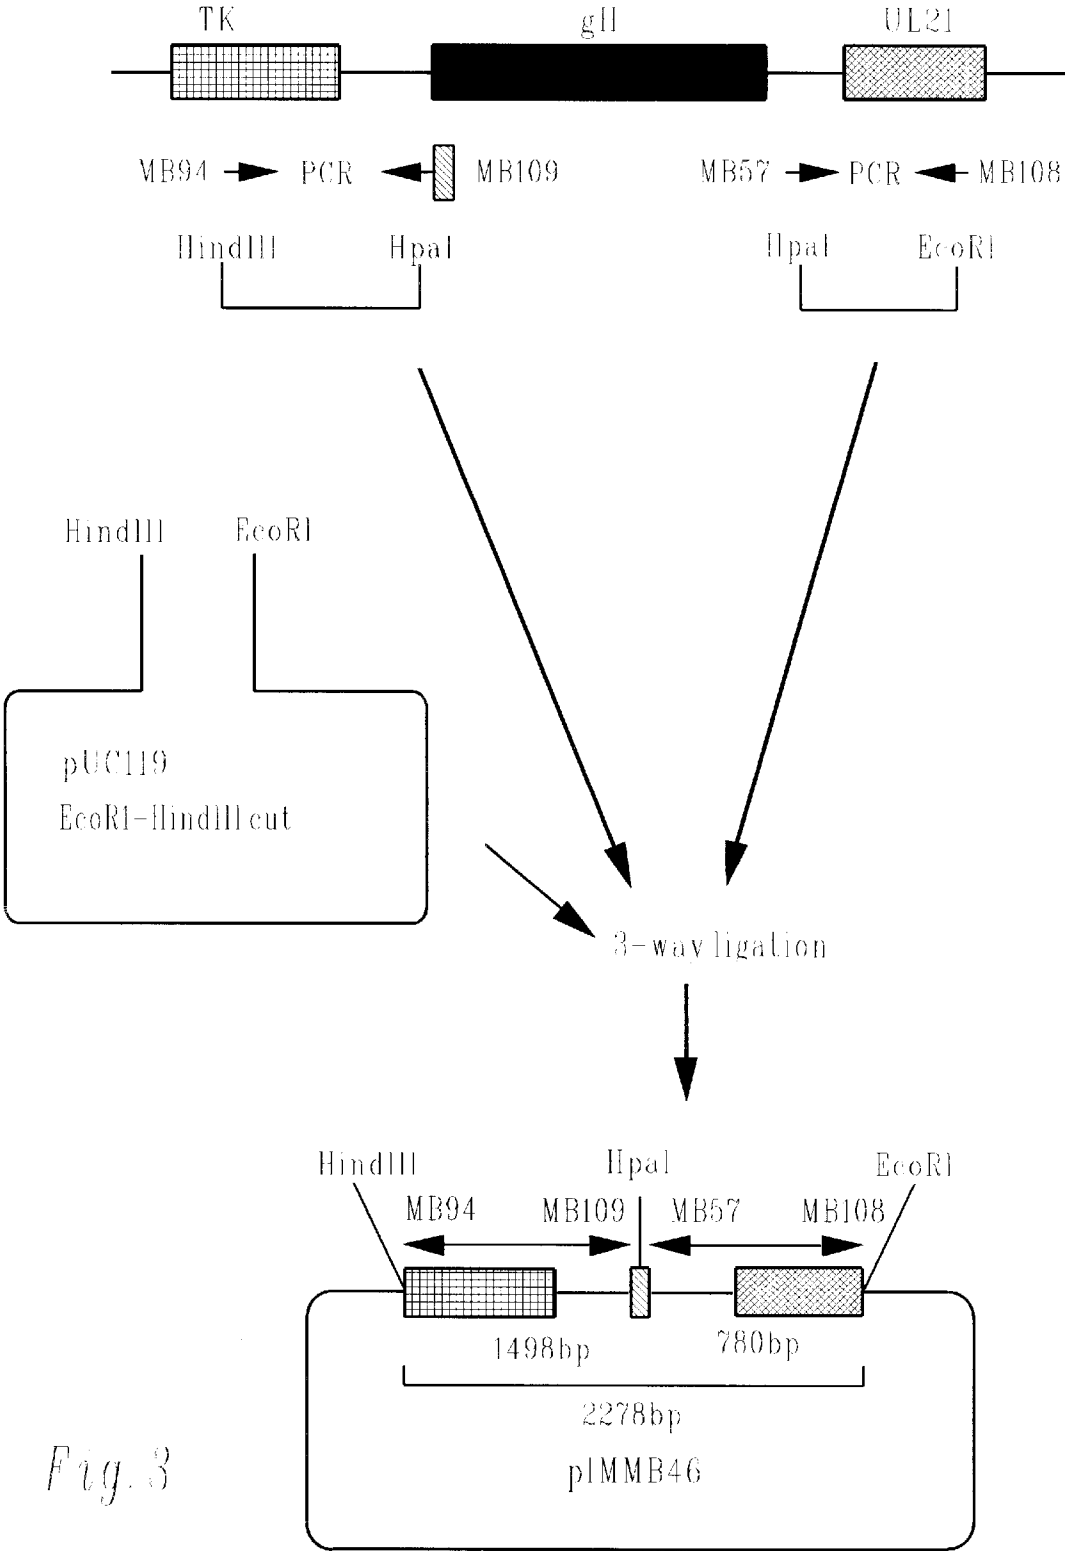 TK gH UL21
MB94 PCR MB109 MB57 PCR MB108
HindIII HpaI HpaI EcoRI
HindIII EcoRI
pUC119
EcoRI-HindIII cut
3-way ligation
HindIII HpaI EcoRI
MB94 MB109 MB57 MB108
1498bp 780bp
2278bp
pIMMB46
Fig. 3